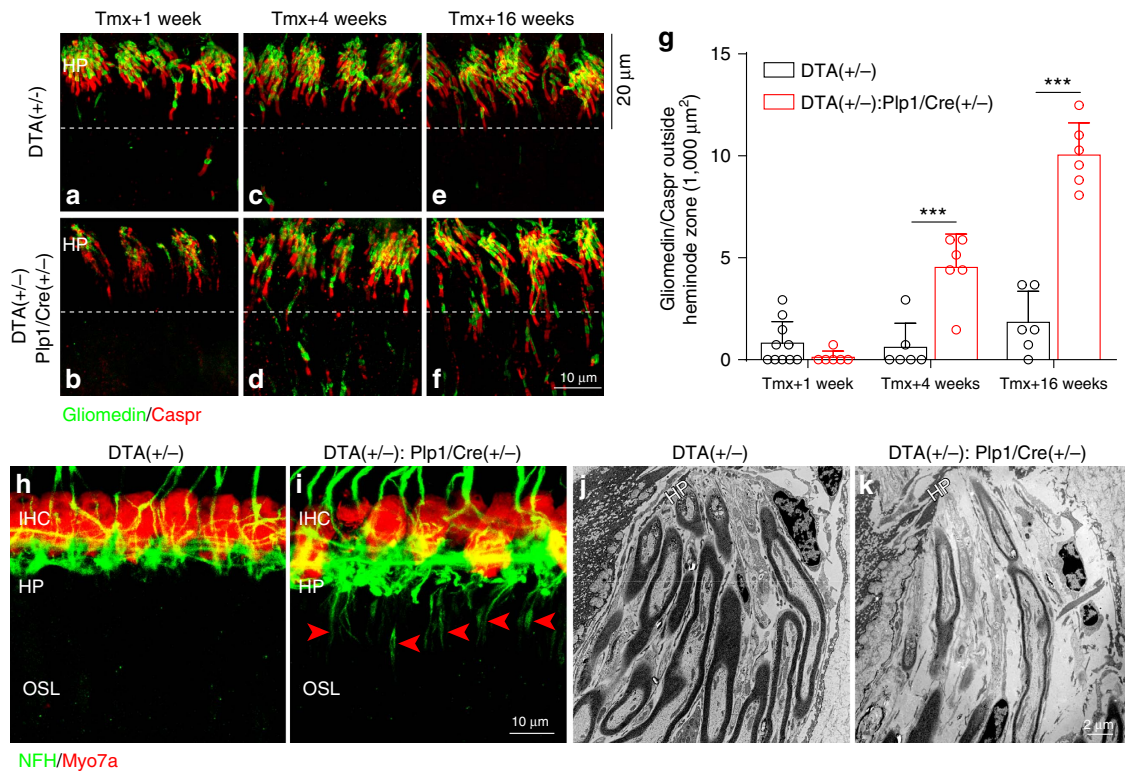 Tmx+1 week
Tmx+4 weeks
Tmx+16 weeks
DTA(+/-)
HP
a
c
e
20 μm
DTA(+/–)
Plp1/Cre(+/–)
HP
b
d
f
10 μm
Gliomedin/Caspr
g
Gliomedin/Caspr outside
heminode zone (1,000 μm²)
15
10
5
0
DTA(+/–)
DTA(+/–):Plp1/Cre(+/–)
***
***
Tmx+1 week
Tmx+4 weeks
Tmx+16 weeks
DTA(+/–)
DTA(+/–): Plp1/Cre(+/–)
DTA(+/–)
DTA(+/–): Plp1/Cre(+/–)
h
IHC
HP
OSL
i
IHC
HP
OSL
10 μm
j
HP
k
HP
2 μm
NFH/Myo7a